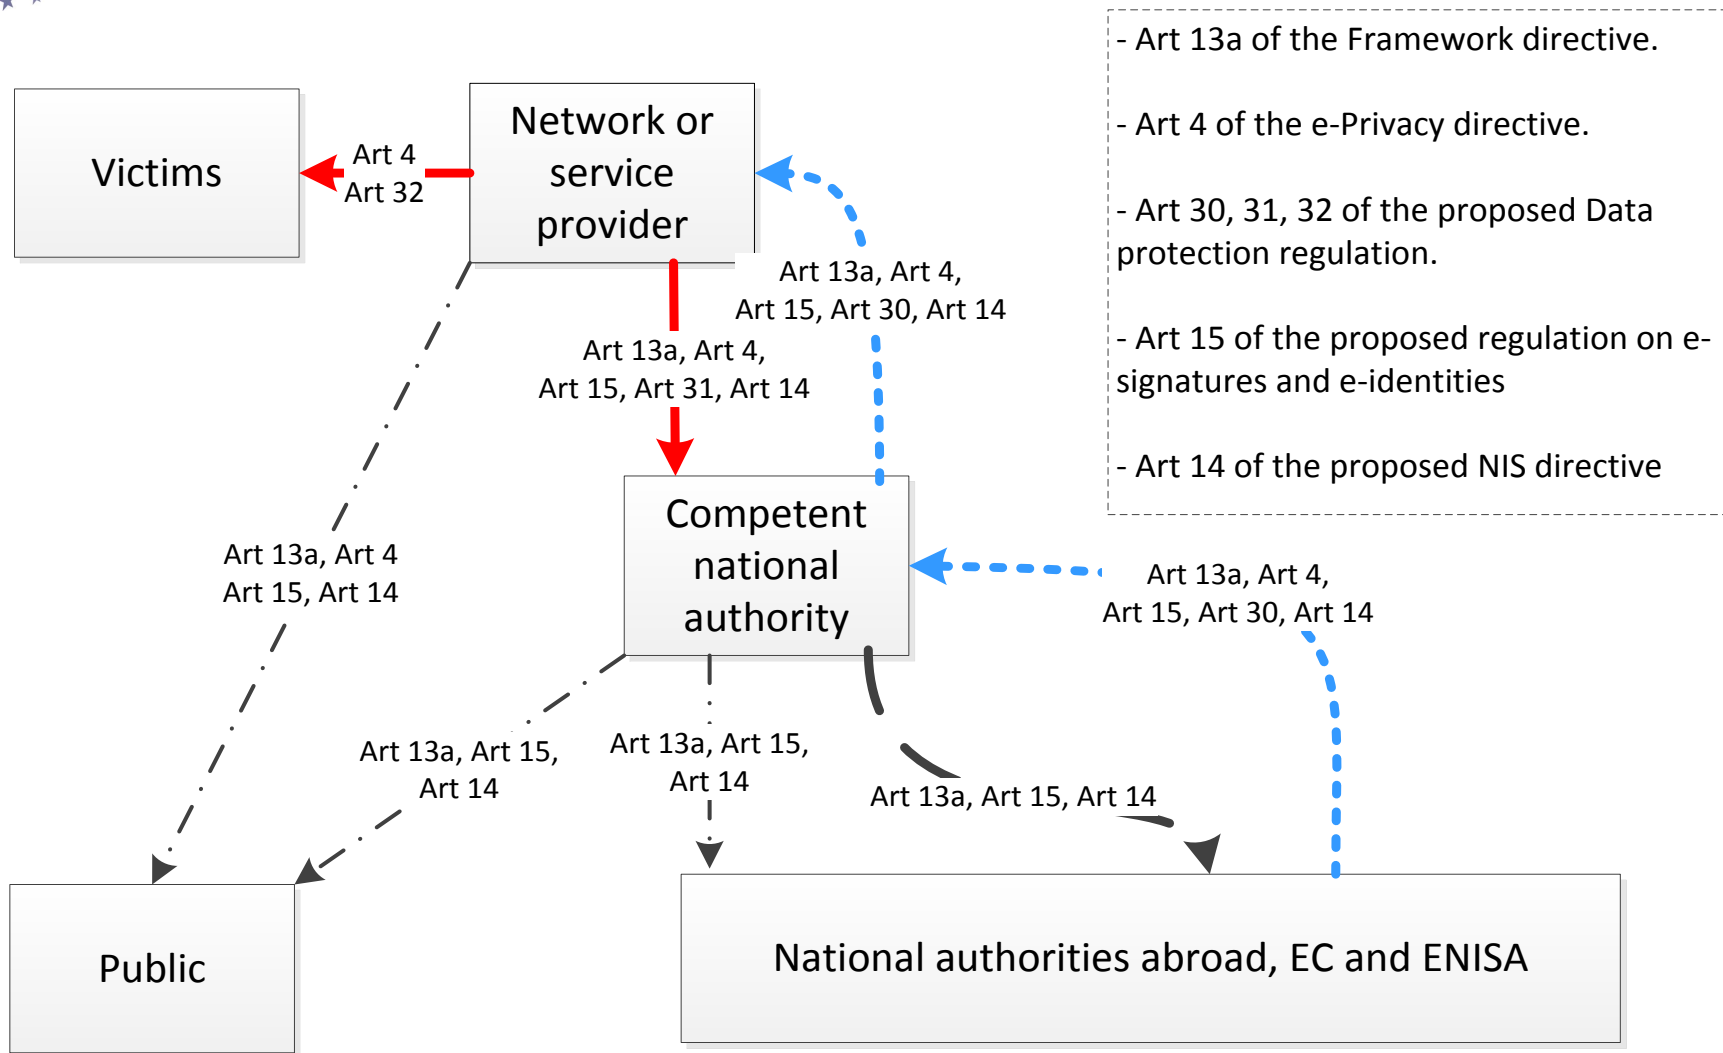 - Art 13a of the Framework directive.
- Art 4 of the e-Privacy directive.
- Art 30, 31, 32 of the proposed Data
protection regulation.
- Art 15 of the proposed regulation on e-
signatures and e-identities
- Art 14 of the proposed NIS directive
Victims
Art 4
Art 32
Network or
service
provider
Art 13a, Art 4,
Art 15, Art 30, Art 14
Art 13a, Art 4,
Art 15, Art 31, Art 14
Competent
national
authority
Art 13a, Art 4
Art 15, Art 14
Art 13a, Art 4,
Art 15, Art 30, Art 14
Art 13a, Art 15,
Art 14
Art 13a, Art 15,
Art 14
Art 13a, Art 15, Art 14
Public
National authorities abroad, EC and ENISA